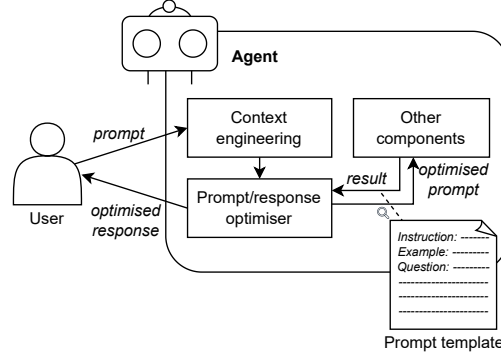 Agent
Context
engineering
Other
components
prompt
result
optimised
prompt
Prompt/response
optimiser
User
optimised
response
Instruction: ------
Example: --------
Question: --------
Prompt template